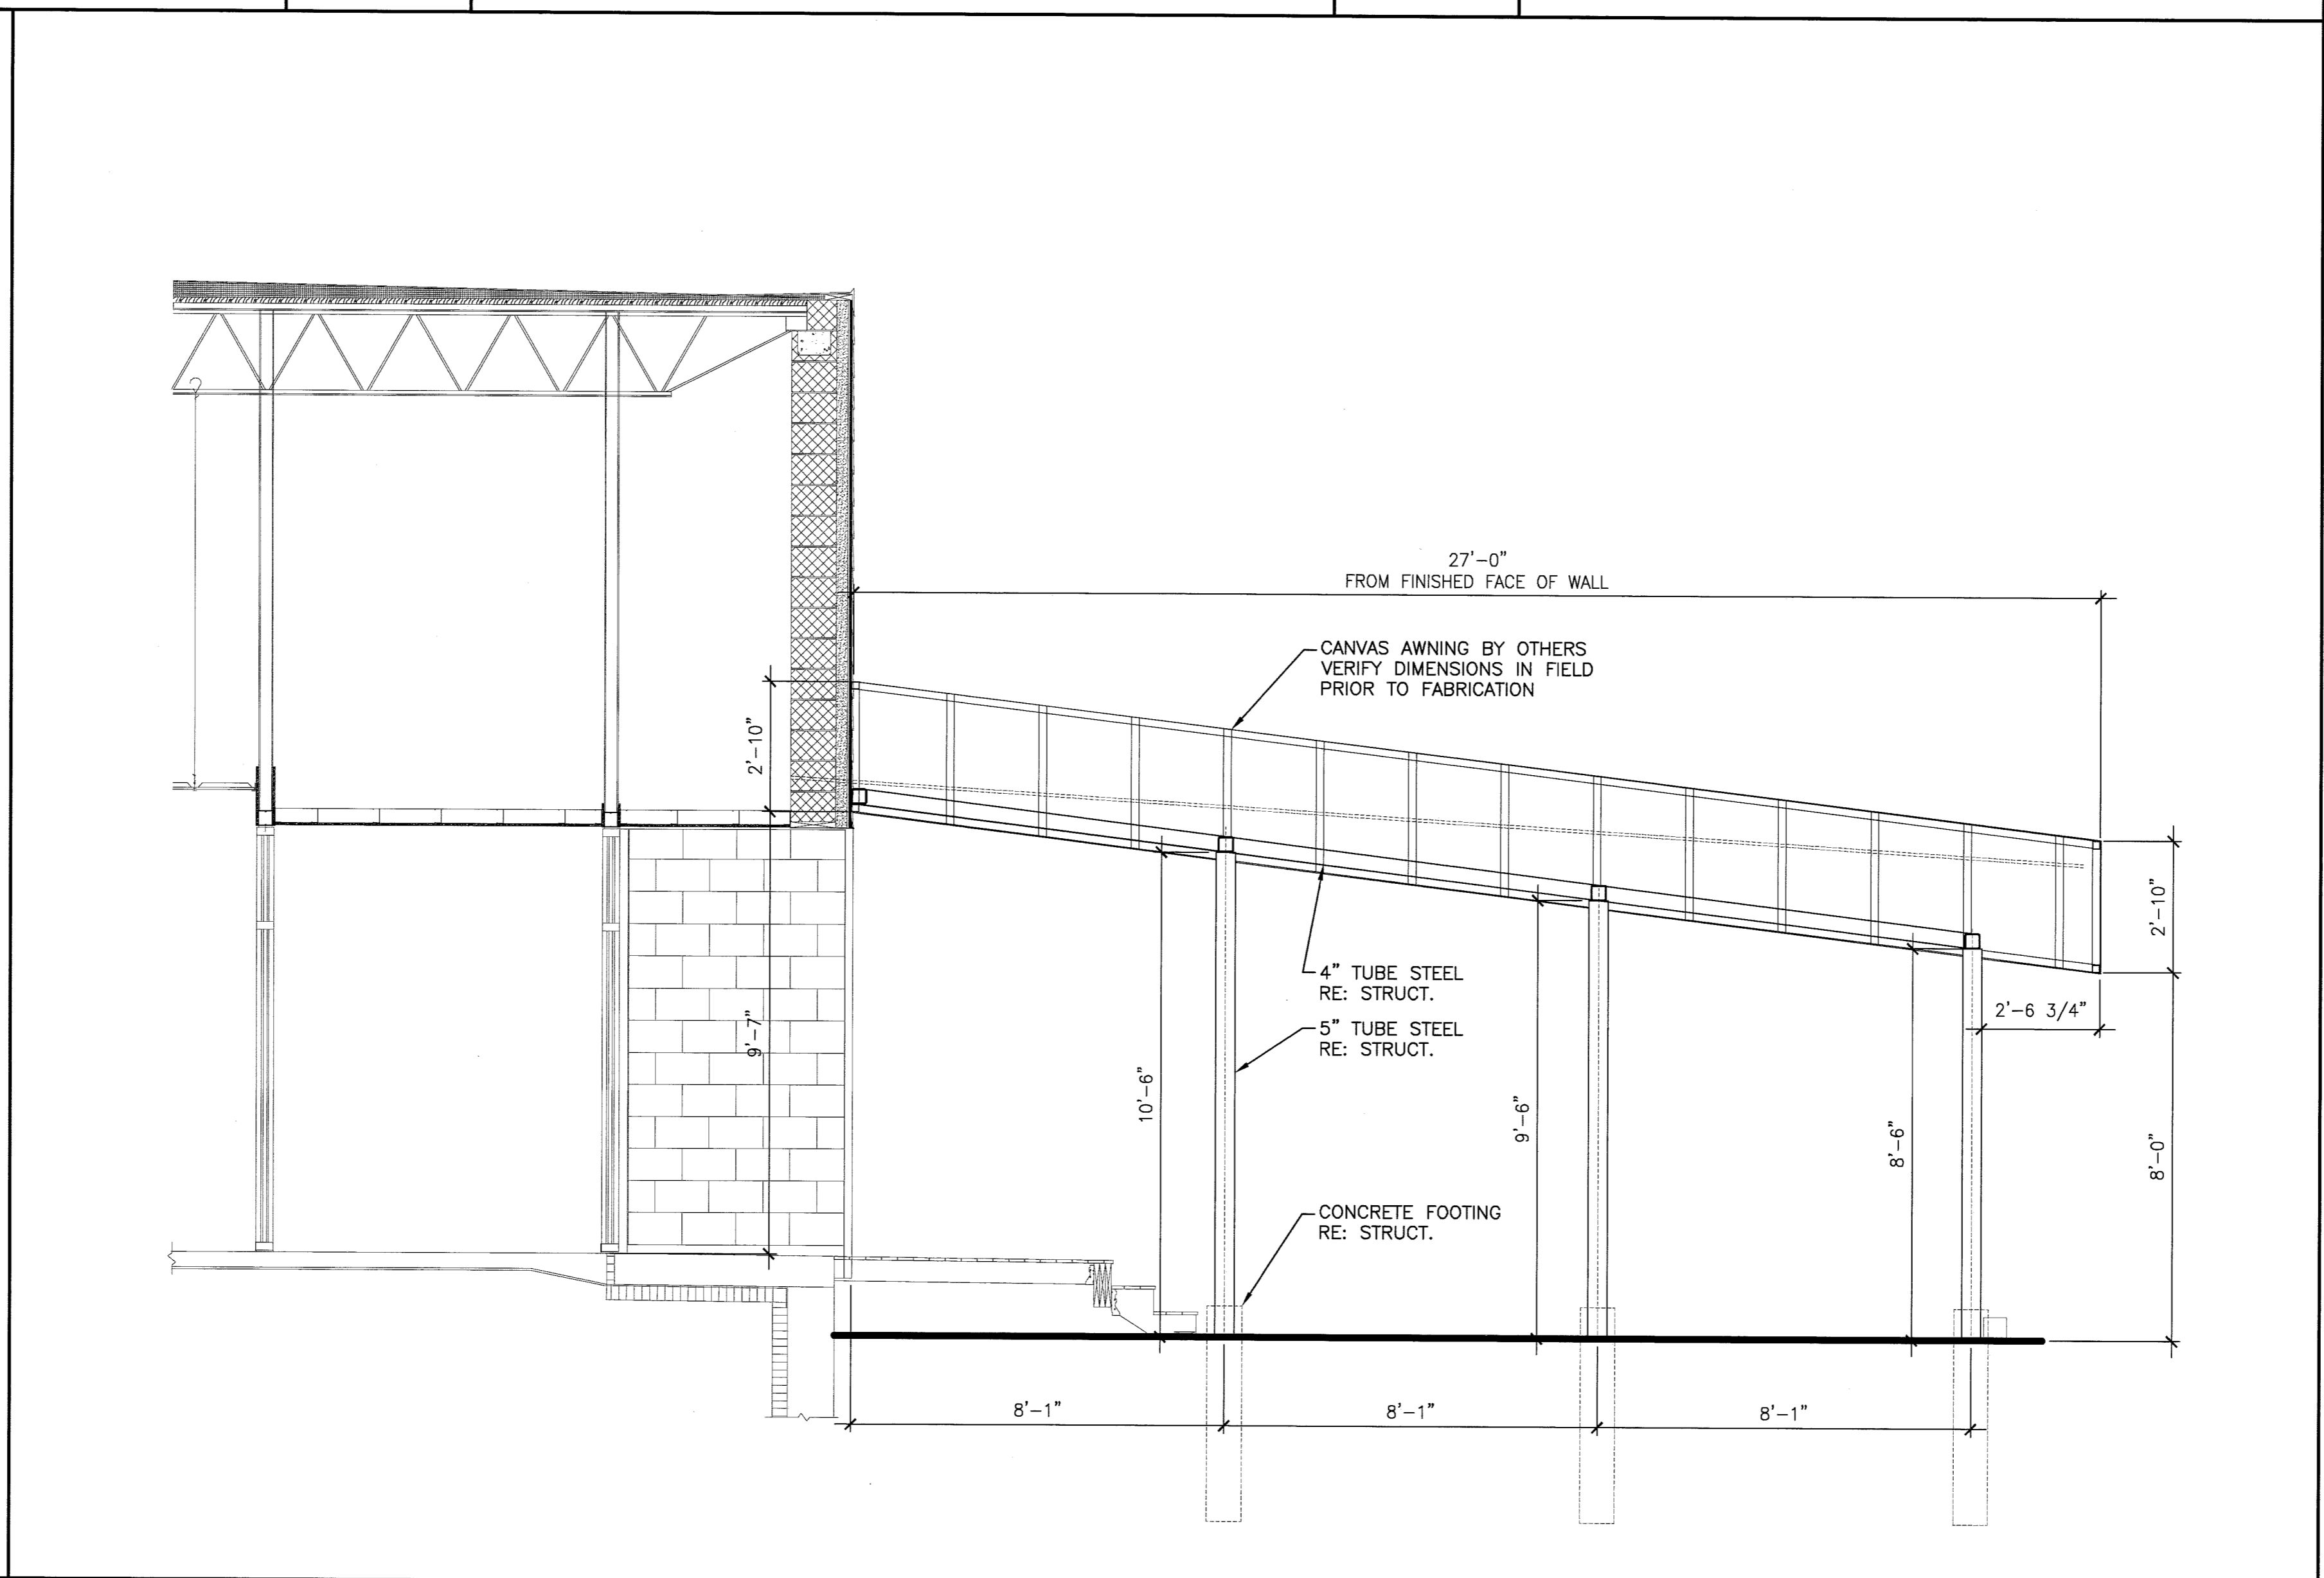 27'-0"
FROM FINISHED FACE OF WALL
CANVAS AWNING BY OTHERS
VERIFY DIMENSIONS IN FIELD
PRIOR TO FABRICATION
2'-10"
2'-10"
4" TUBE STEEL
RE: STRUCT.
2'-6 3/4"
5" TUBE STEEL
RE: STRUCT.
9'-7"
10'-6"
9'-6"
8'-6"
8'-0"
CONCRETE FOOTING
RE: STRUCT.
8'-1"
8'-1"
8'-1"